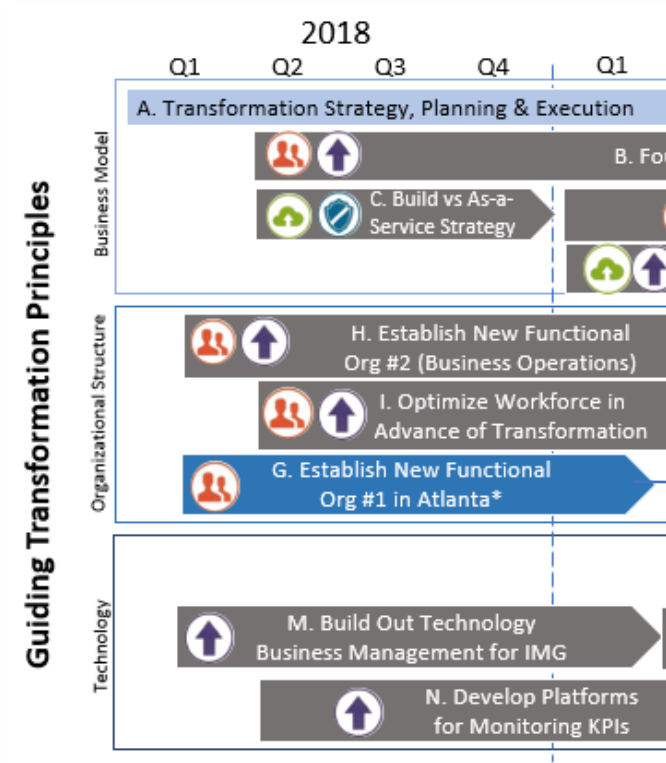 2018
Q1 Q2 Q3 Q4 Q1
Guiding Transformation Principles
Business Model
A. Transformation Strategy, Planning & Execution
B. Fou
C. Build vs As-a-
Service Strategy
Organizational Structure
H. Establish New Functional
Org #2 (Business Operations)
I. Optimize Workforce in
Advance of Transformation
G. Establish New Functional
Org #1 in Atlanta*
Technology
M. Build Out Technology
Business Management for IMG
N. Develop Platforms
for Monitoring KPIs